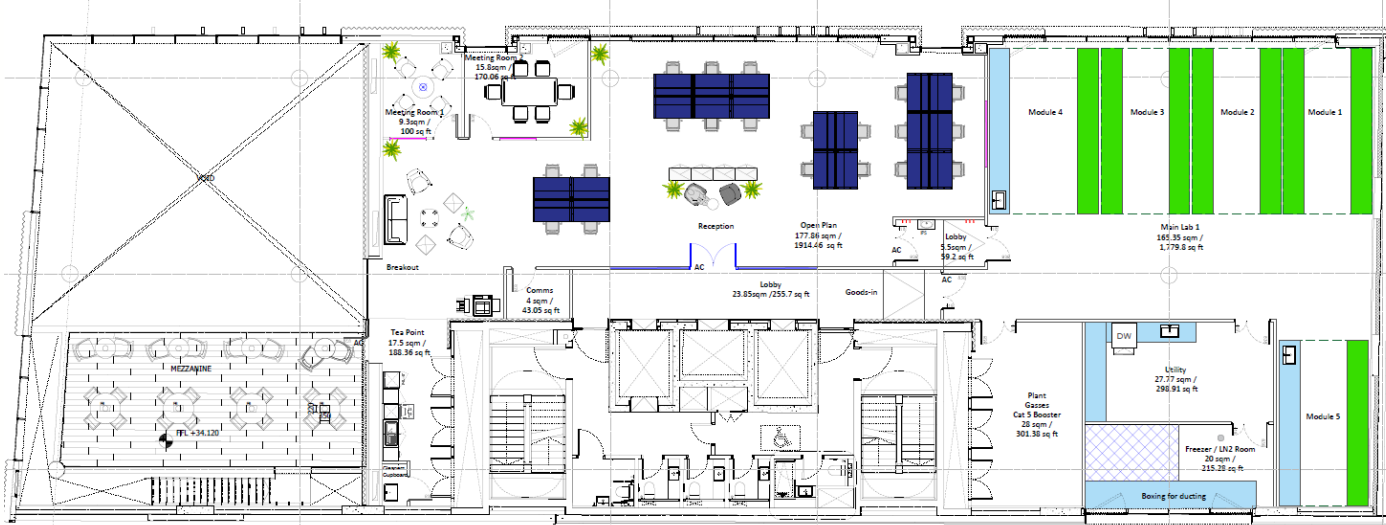 Meeting Room
15.8sqm /
170.06 sq ft
Meeting Room 1
9.3sqm /
100 sq ft
Module 4
Module 3
Module 2
Module 1
VOID
Reception
Open Plan
177.86 sqm /
1914.46 sq ft
AC
Lobby
5.5sqm /
59.2 sq ft
Main Lab 1
165.35 sqm /
1,779.8 sq ft
Breakout
AC
AC
Comms
4 sqm /
43.05 sq ft
Lobby
23.85sqm /255.7 sq ft
Goods-in
Tea Point
17.5 sqm /
188.36 sq ft
AC
DW
MEZZANINE
Utility
27.77 sqm /
298.91 sq ft
Plant
Gasses
Cat 5 Booster
28 sqm /
301.38 sq ft
Module 5
FFL +34.120
Freezer / LN2 Room
20 sqm /
215.28 sq ft
Cleaners
Cupboard
Boxing for ducting